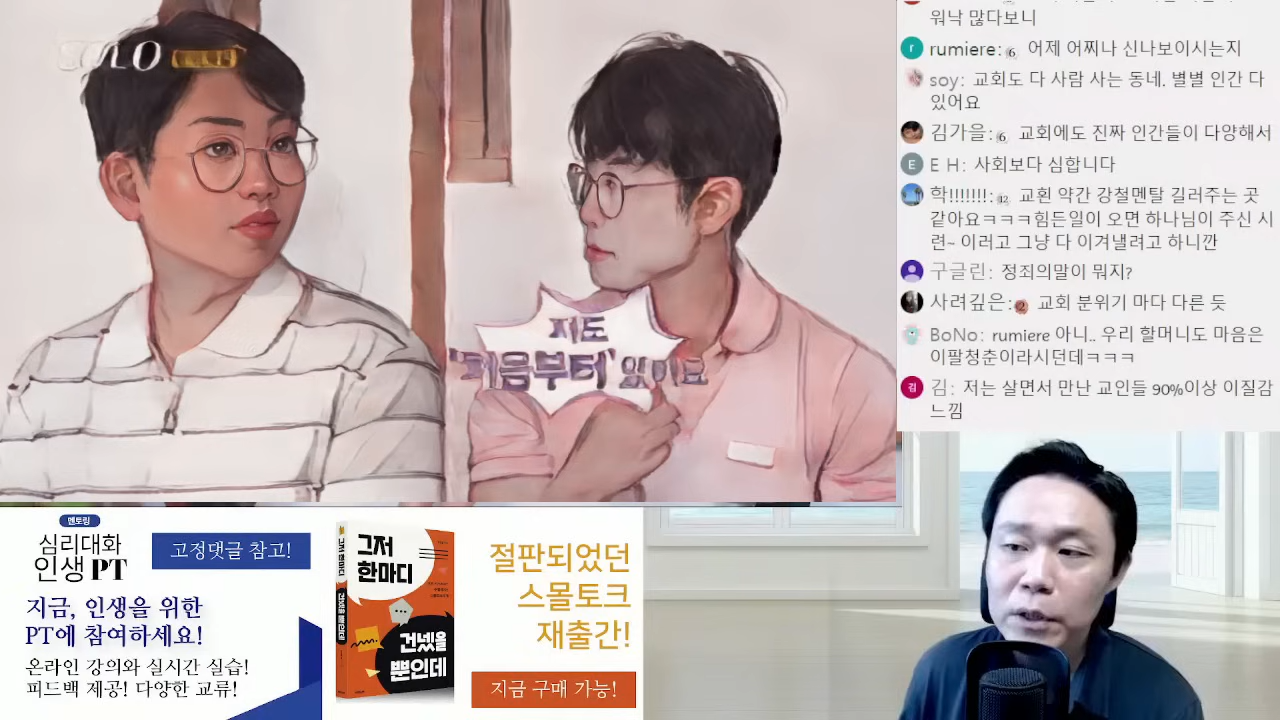 SOLO
저도
'처음부터' 있어요
워낙 많다보니
rumiere: 어제 어찌나 신나보이시는지
soy: 교회도 다 사람 사는 동네. 별별 인간 다
있어요
김가을: 교회에도 진짜 인간들이 다양해서
E H: 사회보다 심합니다
학!!!!!!!: 교횐 약간 강철멘탈 길러주는 곳
같아요ㅋㅋㅋ힘든일이 오면 하나님이 주신 시
련~ 이러고 그냥 다 이겨낼려고 하니깐
구글린: 정죄의말이 뭐지?
사려깊은: 교회 분위기 마다 다른 듯
BoNo: rumiere 아니.. 우리 할머니도 마음은
이팔청춘이라시던데ㅋㅋㅋ
김: 저는 살면서 만난 교인들 90%이상 이질감
느낌
멘토링
심리대화
인생 PT
고정댓글 참고!
지금, 인생을 위한
PT에 참여하세요!
온라인 강의와 실시간 실습!
피드백 제공! 다양한 교류!
그저
한마디
건넸을
뿐인데
그저 한마디 건넸을 뿐인데
절판되었던
스몰토크
재출간!
지금 구매 가능!